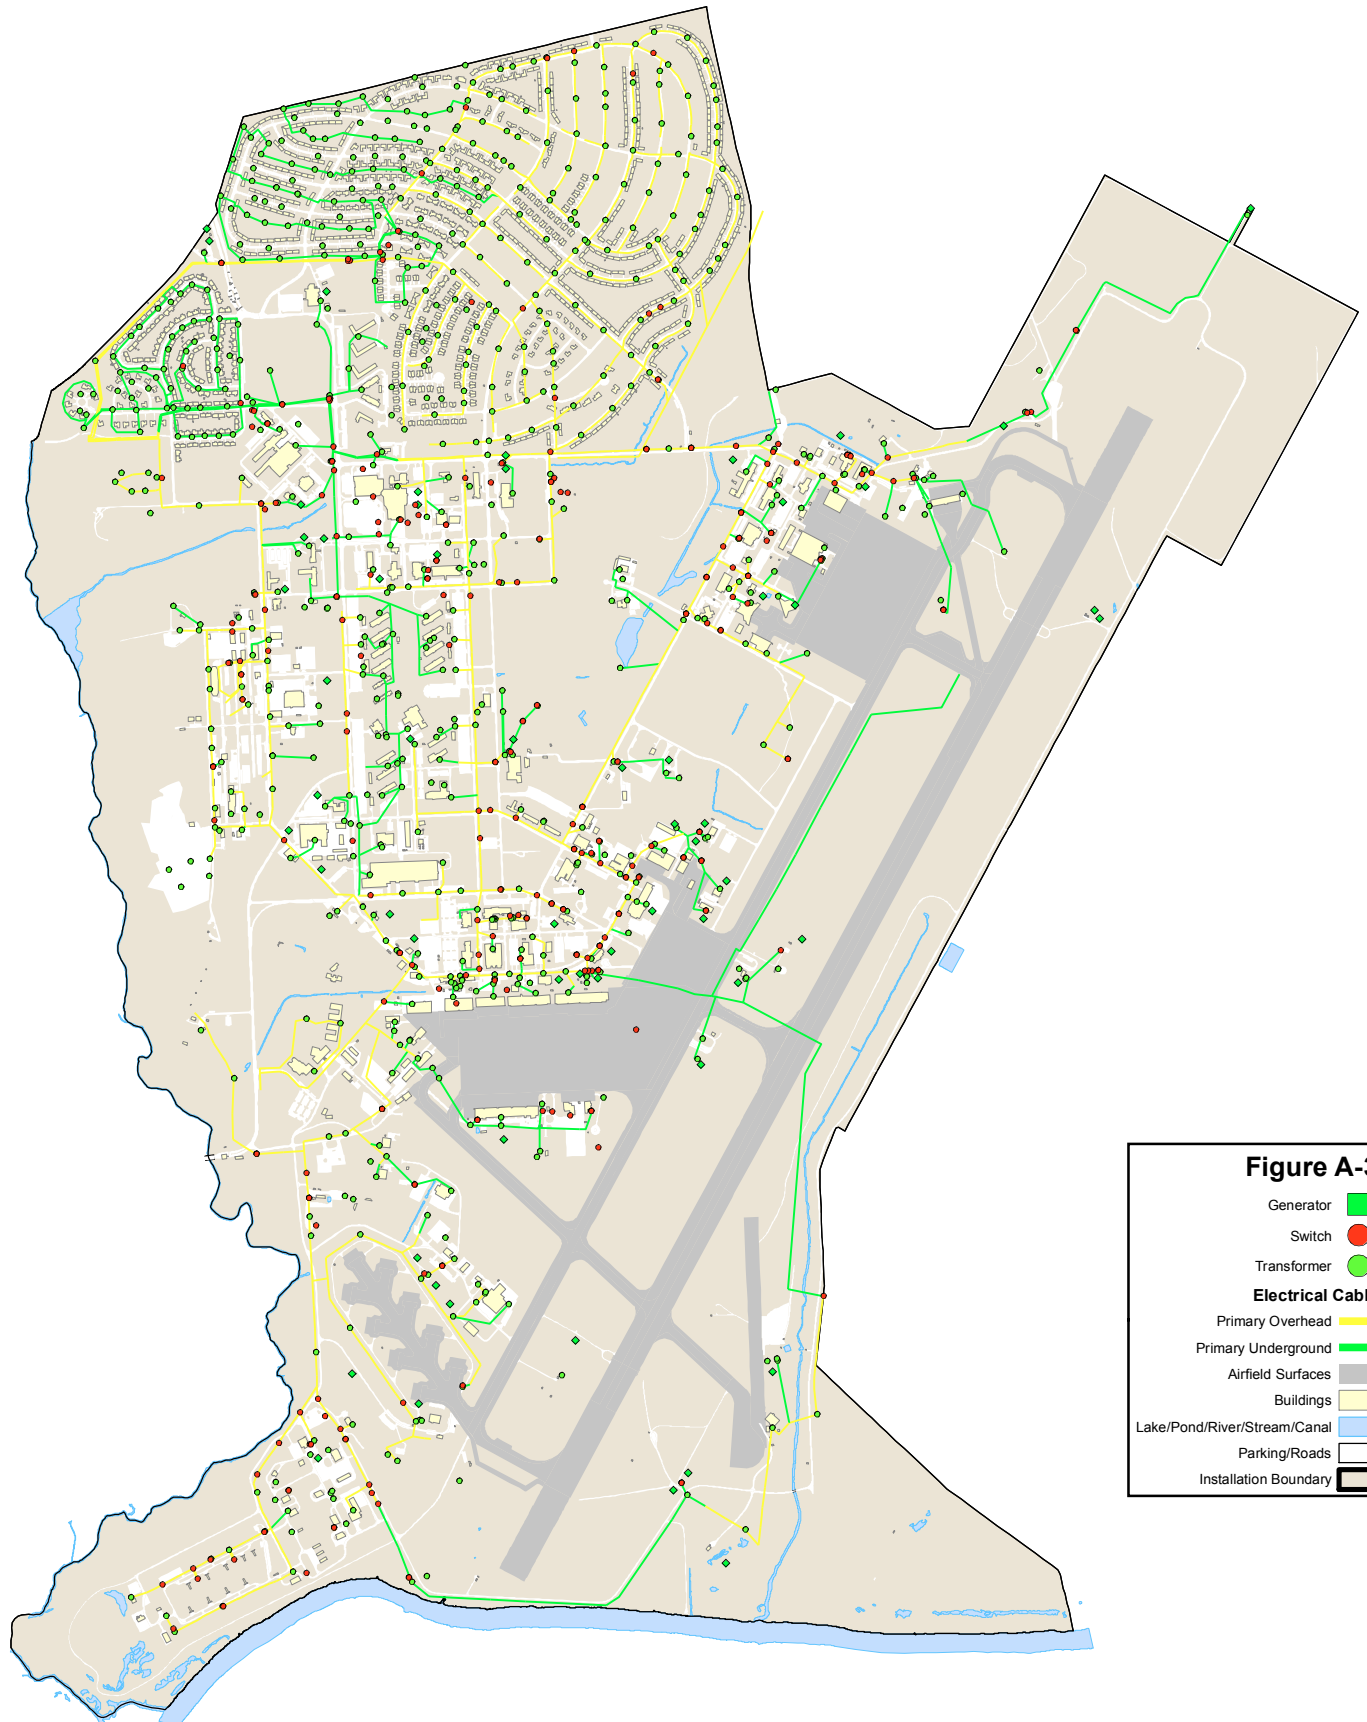 Figure A-3
Generator
Switch
Transformer
Electrical Cabl
Primary Overhead
Primary Underground
Airfield Surfaces
Buildings
Lake/Pond/River/Stream/Canal
Parking/Roads
Installation Boundary